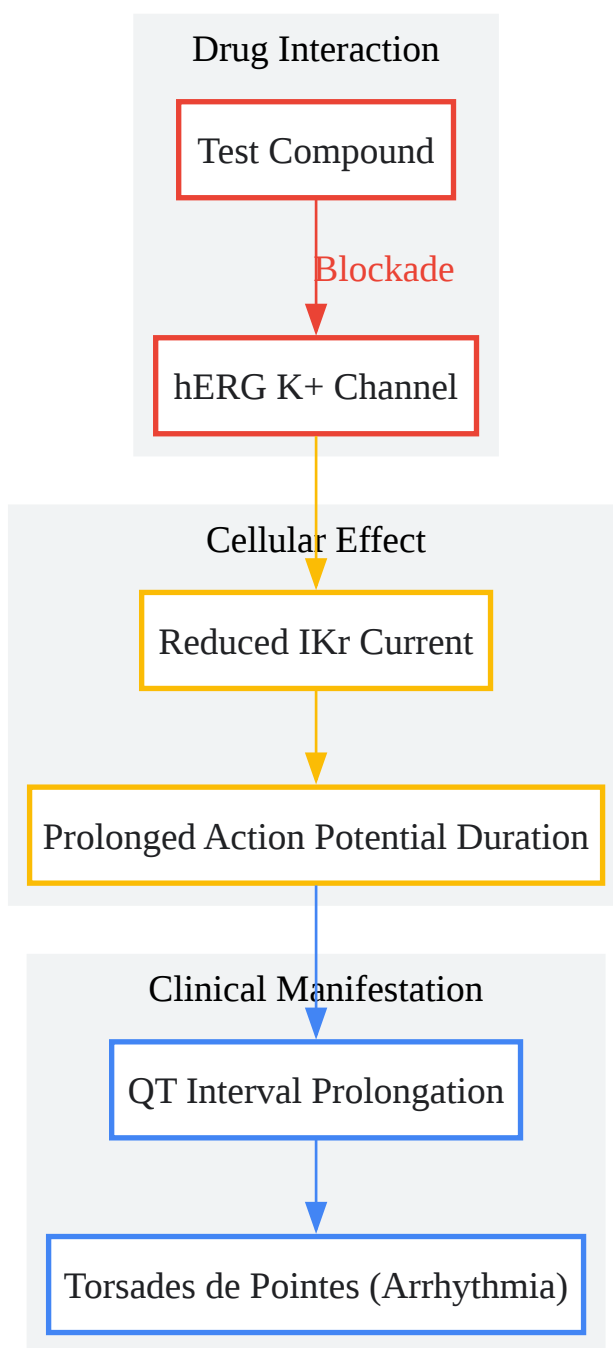 Drug Interaction
Test Compound
Blockade
hERG K+ Channel
Cellular Effect
Reduced IKr Current
Prolonged Action Potential Duration
Clinical Manifestation
QT Interval Prolongation
Torsades de Pointes (Arrhythmia)